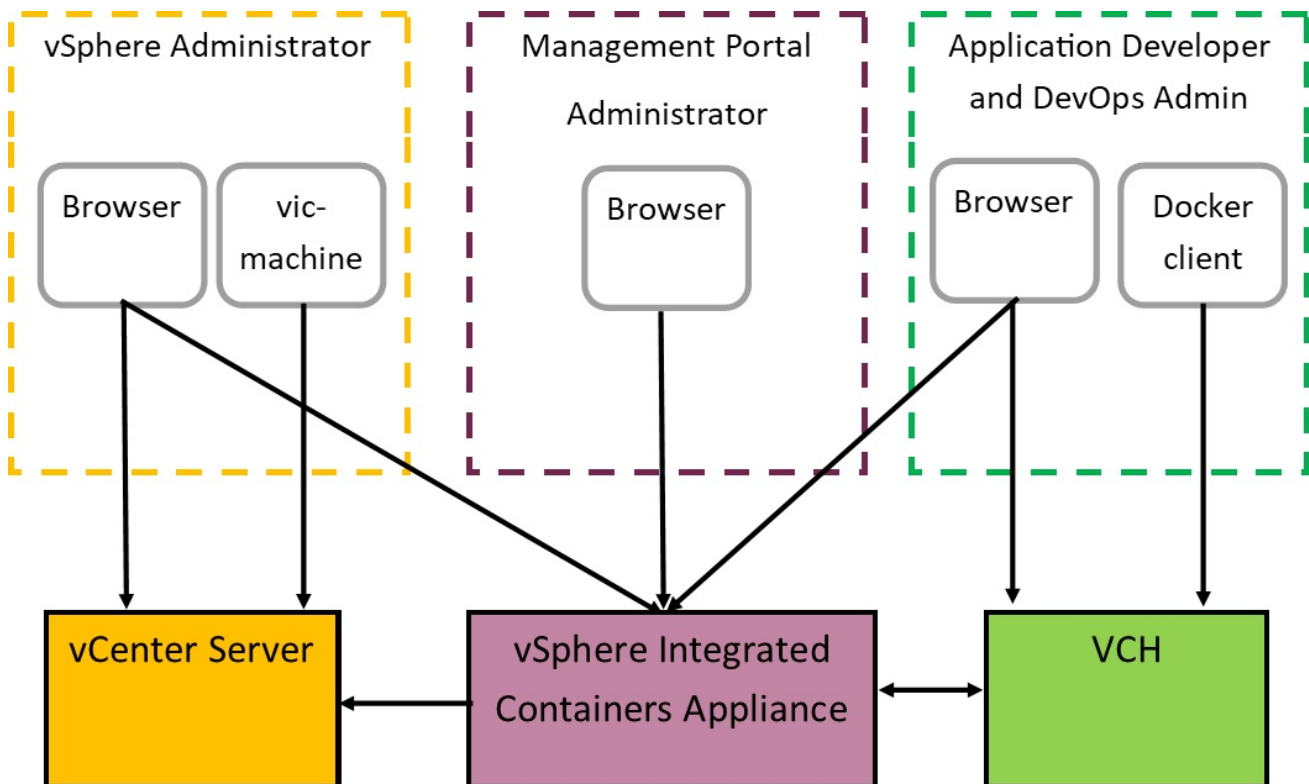 vSphere Administrator
Management Portal
Administrator
Application Developer
and DevOps Admin
Browser
vic-
machine
Browser
Browser
Docker
client
vCenter Server
vSphere Integrated
Containers Appliance
VCH